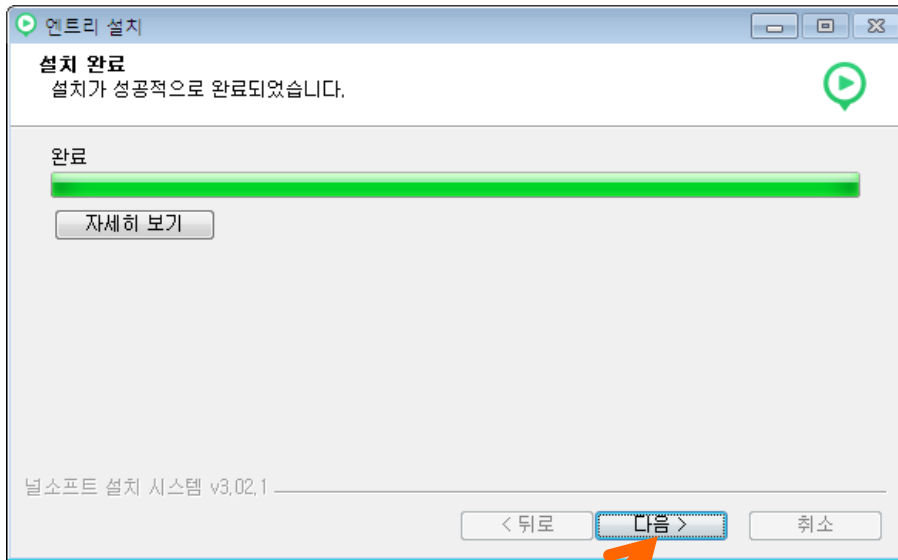 엔트리 설치
설치 완료
설치가 성공적으로 완료되었습니다.
완료
자세히 보기
널소프트 설치 시스템 v3.02.1
< 뒤로
다음 >
취소